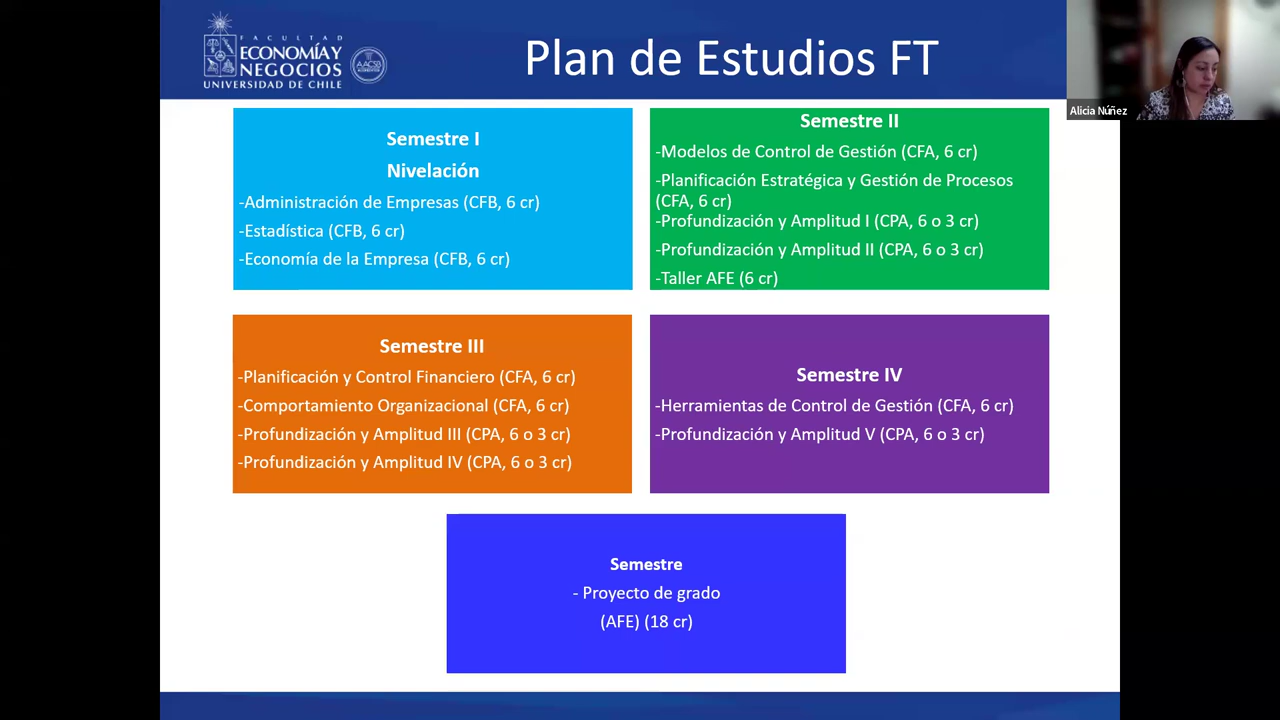 FACULTAD
ECONOMÍA Y
NEGOCIOS
UNIVERSIDAD DE CHILE
AACSB
ACCREDITED
Plan de Estudios FT
Alicia Núñez
Semestre I
Nivelación
-Administración de Empresas (CFB, 6 cr)
-Estadística (CFB, 6 cr)
-Economía de la Empresa (CFB, 6 cr)
Semestre II
-Modelos de Control de Gestión (CFA, 6 cr)
-Planificación Estratégica y Gestión de Procesos
(CFA, 6 cr)
-Profundización y Amplitud I (CPA, 6 o 3 cr)
-Profundización y Amplitud II (CPA, 6 o 3 cr)
-Taller AFE (6 cr)
Semestre III
-Planificación y Control Financiero (CFA, 6 cr)
-Comportamiento Organizacional (CFA, 6 cr)
-Profundización y Amplitud III (CPA, 6 o 3 cr)
-Profundización y Amplitud IV (CPA, 6 o 3 cr)
Semestre IV
-Herramientas de Control de Gestión (CFA, 6 cr)
-Profundización y Amplitud V (CPA, 6 o 3 cr)
Semestre
- Proyecto de grado
(AFE) (18 cr)